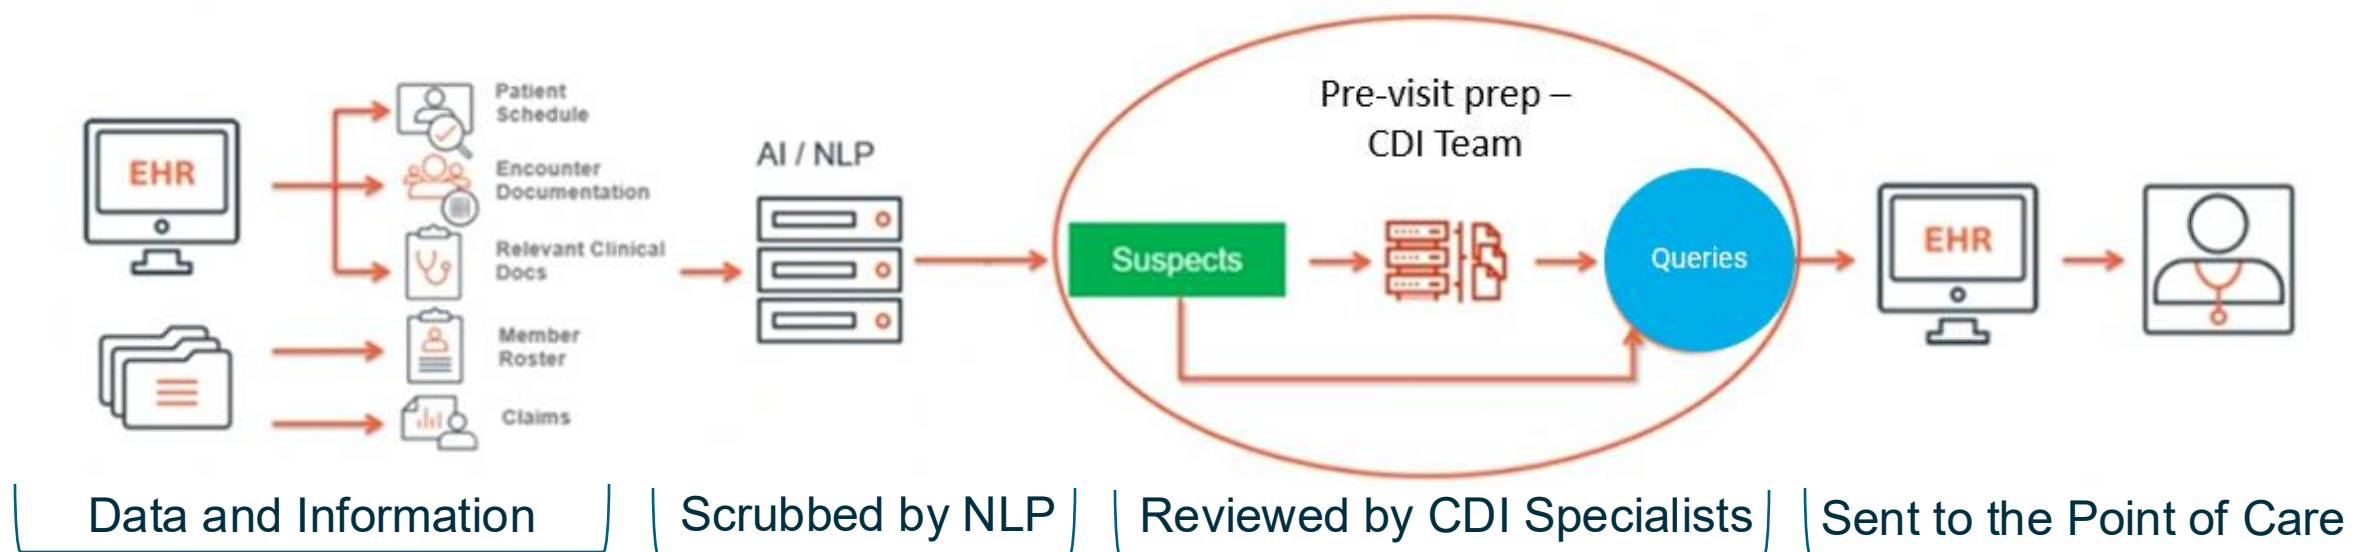 EHR
Patient
Schedule
Encounter
Documentation
Relevant Clinical
Docs
Member
Roster
Claims
AI / NLP
Pre-visit prep –
CDI Team
Suspects
Queries
EHR
Data and Information
Scrubbed by NLP
Reviewed by CDI Specialists
Sent to the Point of Care